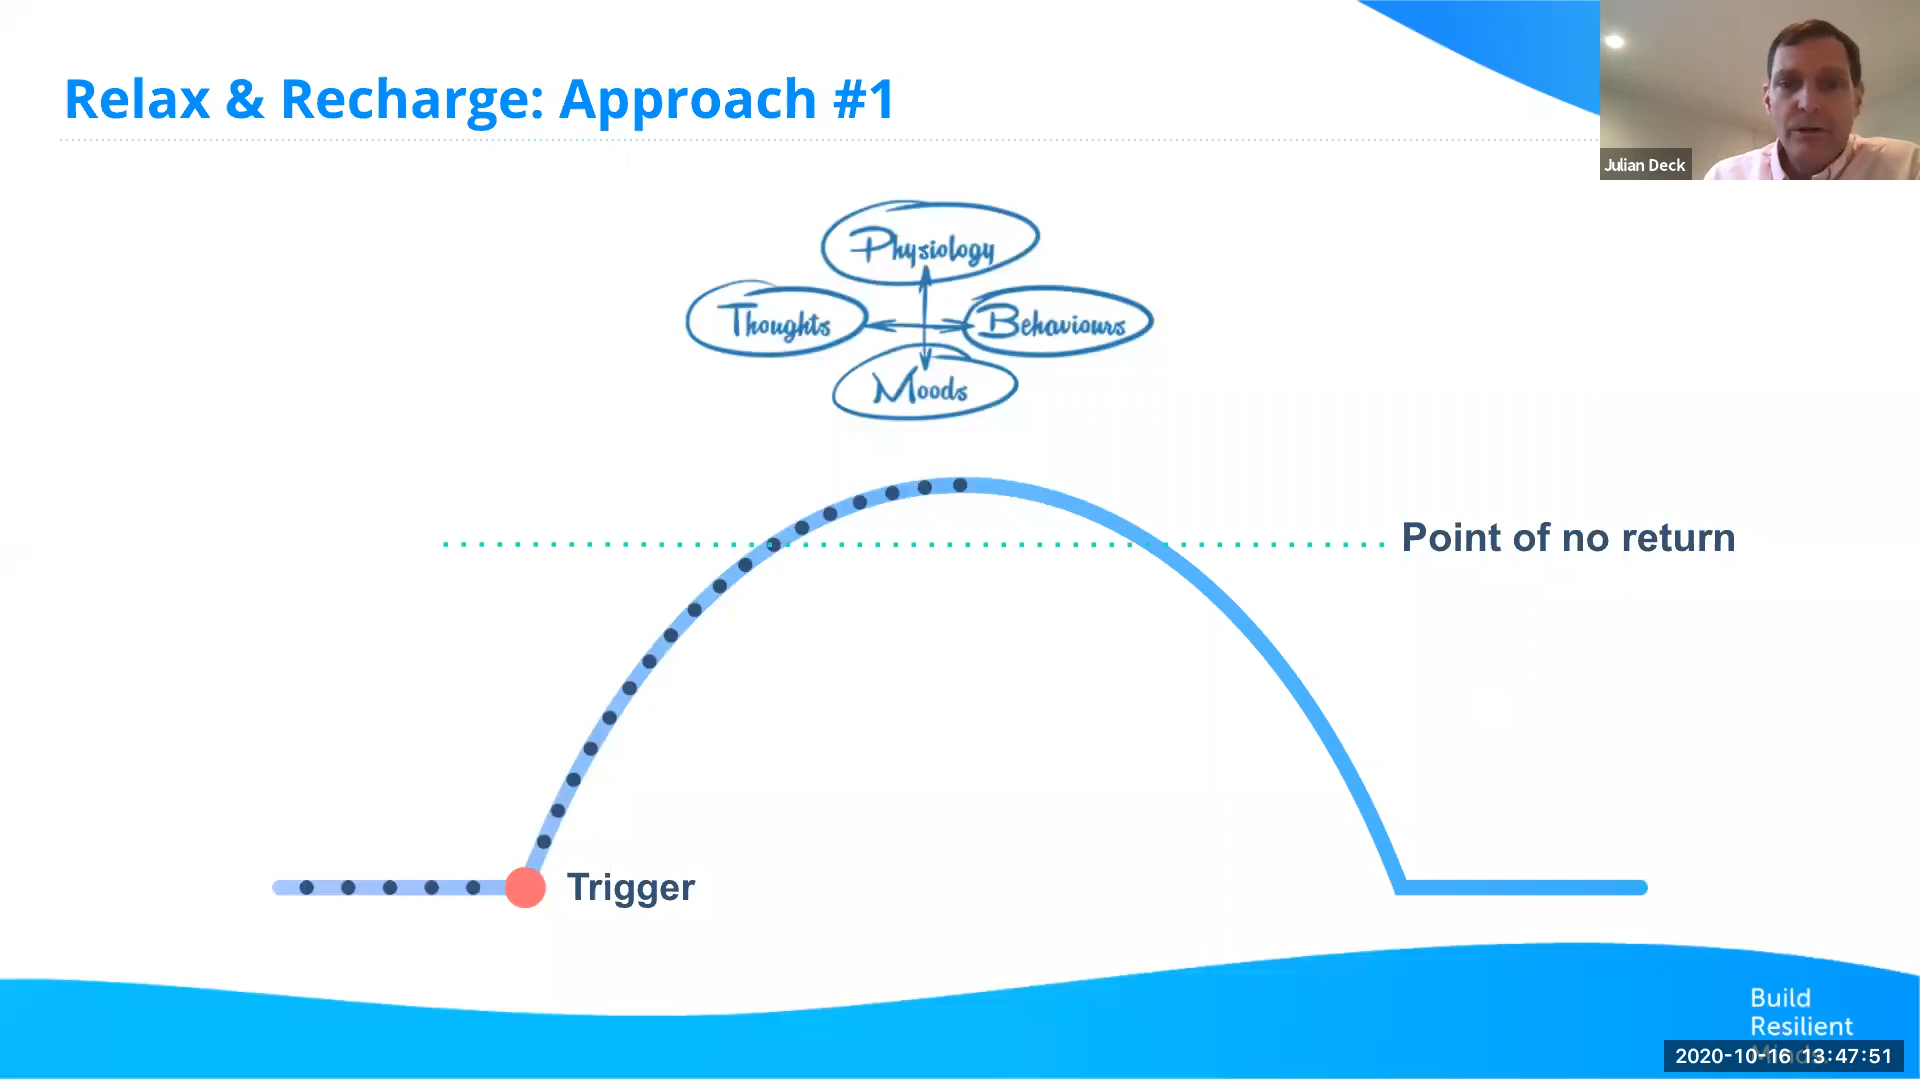 Relax & Recharge: Approach #1
Julian Deck
Physiology
Thoughts
Behaviours
Moods
Point of no return
Trigger
Build
Resilient
2020-10-16 13:47:51